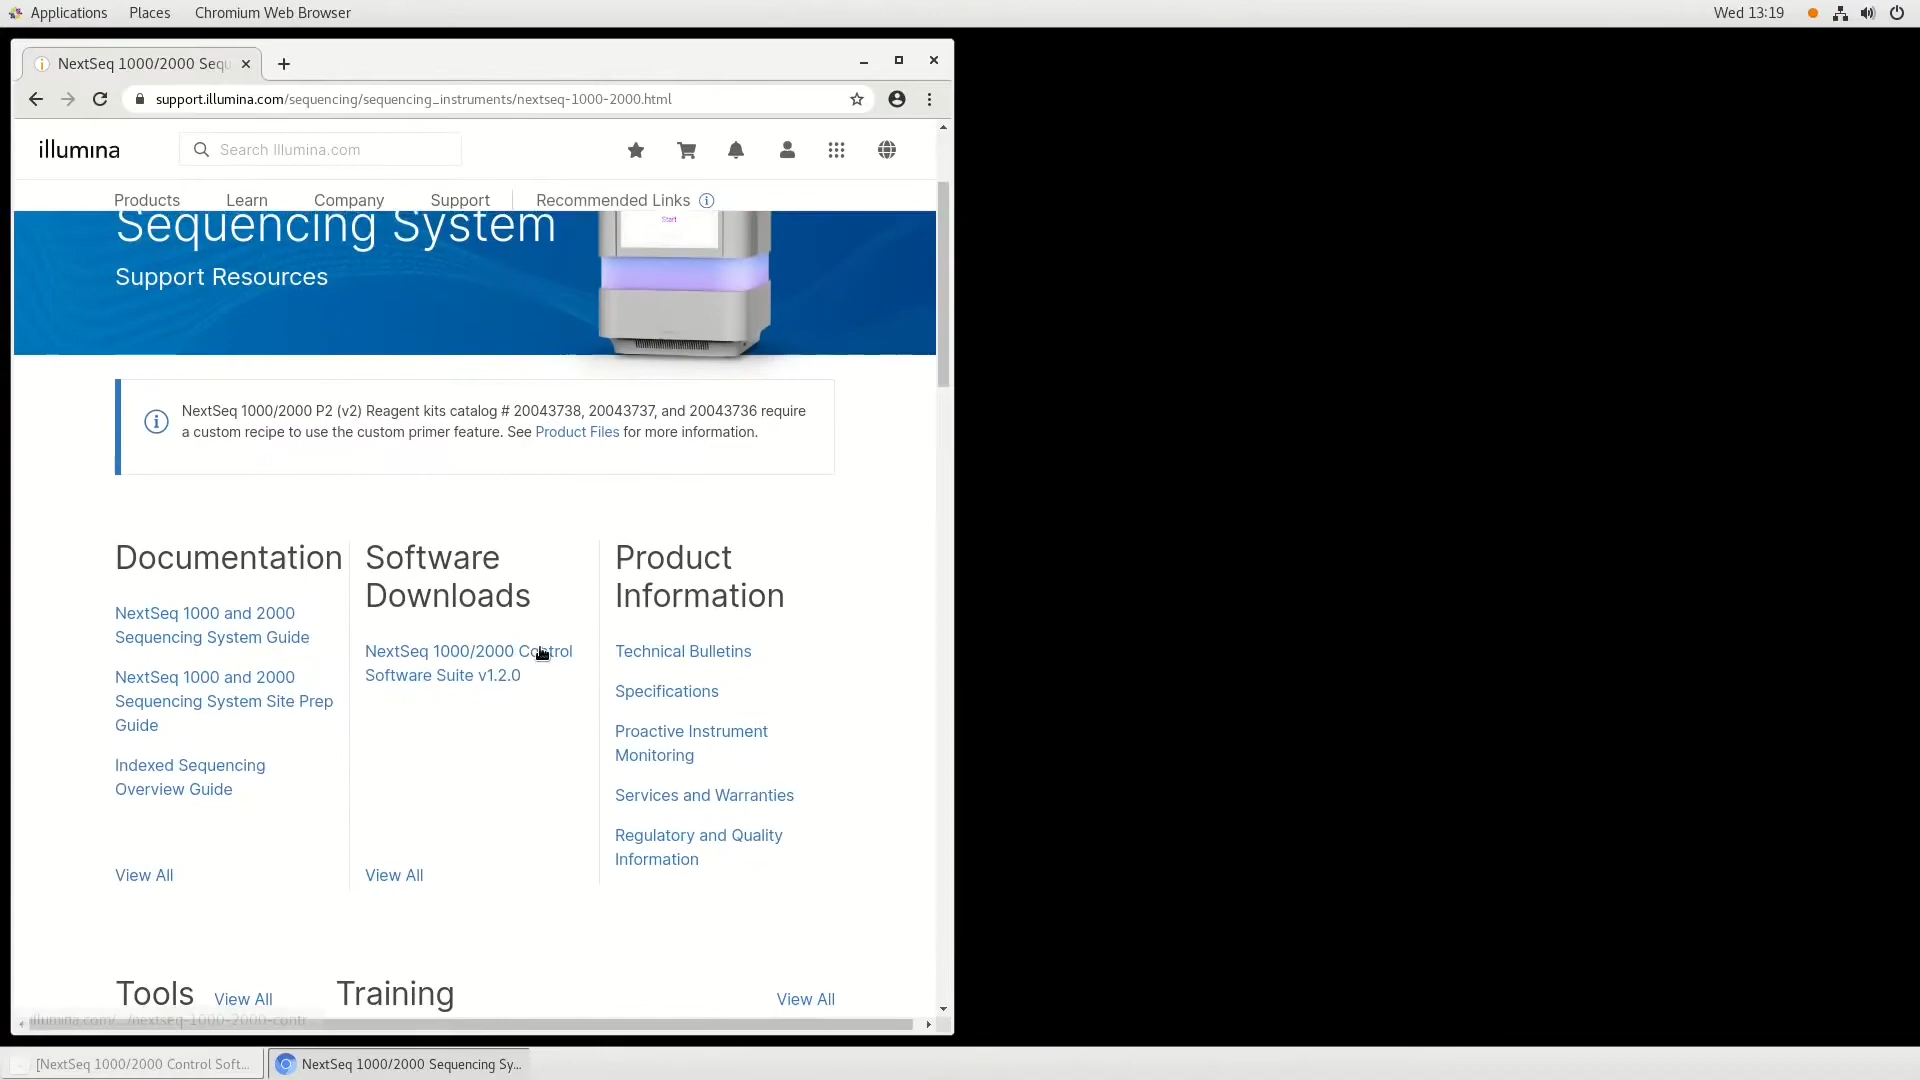 Applications Places Chromium Web Browser Wed 13:19
NextSeq 1000/2000 Sequ
support.illumina.com/sequencing/sequencing_instruments/nextseq-1000-2000.html
illumina Search Illumina.com
Products Learn Company Support Recommended Links
Sequencing System
Start
Support Resources
NextSeq 1000/2000 P2 (v2) Reagent kits catalog # 20043738, 20043737, and 20043736 require
a custom recipe to use the custom primer feature. See Product Files for more information.
Documentation
NextSeq 1000 and 2000
Sequencing System Guide
NextSeq 1000 and 2000
Sequencing System Site Prep
Guide
Indexed Sequencing
Overview Guide
View All
Software
Downloads
NextSeq 1000/2000 Control
Software Suite v1.2.0
View All
Product
Information
Technical Bulletins
Specifications
Proactive Instrument
Monitoring
Services and Warranties
Regulatory and Quality
Information
Tools View All Training View All
illumina.com/.../nextseq-1000-2000-contr
[NextSeq 1000/2000 Control Soft... NextSeq 1000/2000 Sequencing Sy...